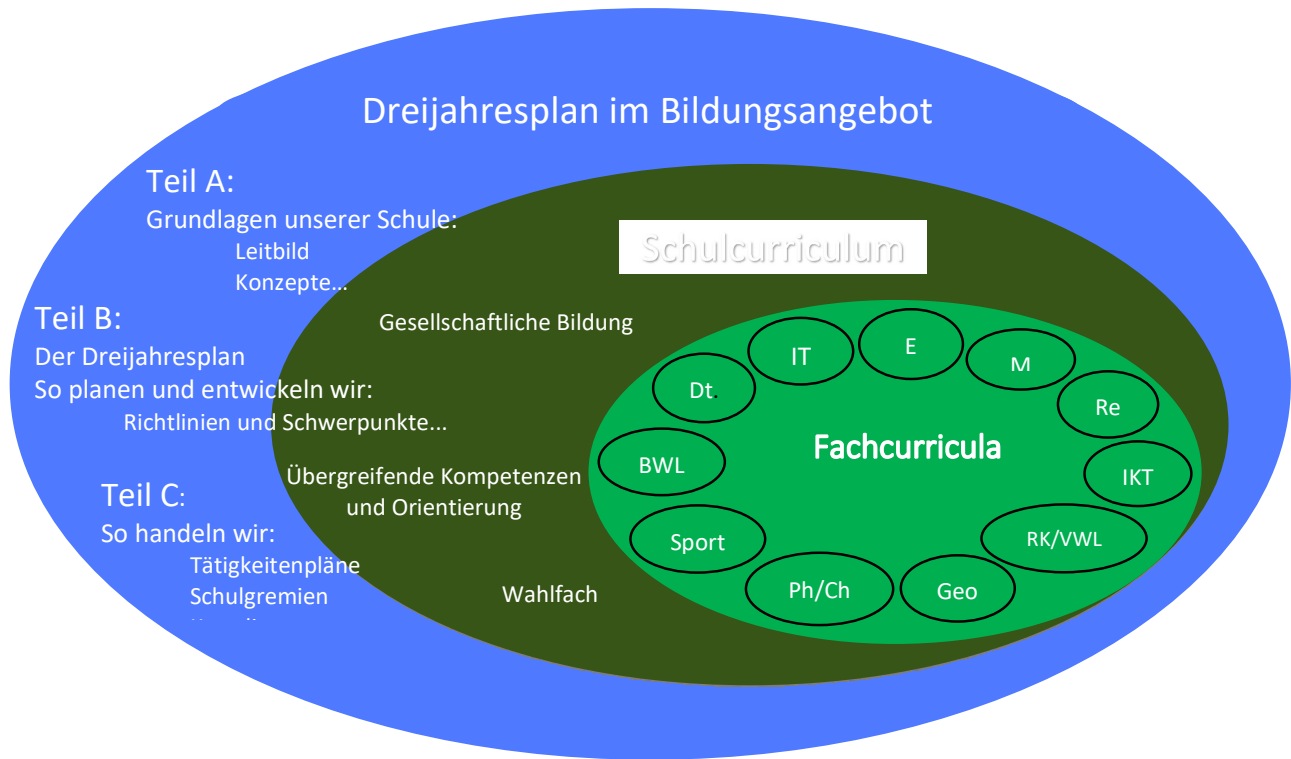 Dreijahresplan im Bildungsangebot
Teil A:
Grundlagen unserer Schule:
Leitbild
Konzepte...
Schulcurriculum
Teil B:
Der Dreijahresplan
So planen und entwickeln wir:
Richtlinien und Schwerpunkte...
Gesellschaftliche Bildung
Übergreifende Kompetenzen
und Orientierung
Wahlfach
Teil C:
So handeln wir:
Tätigkeitenpläne
Schulgremien
Fachcurricula
Dt.
IT
E
M
Re
IKT
RK/VWL
Geo
Ph/Ch
Sport
BWL